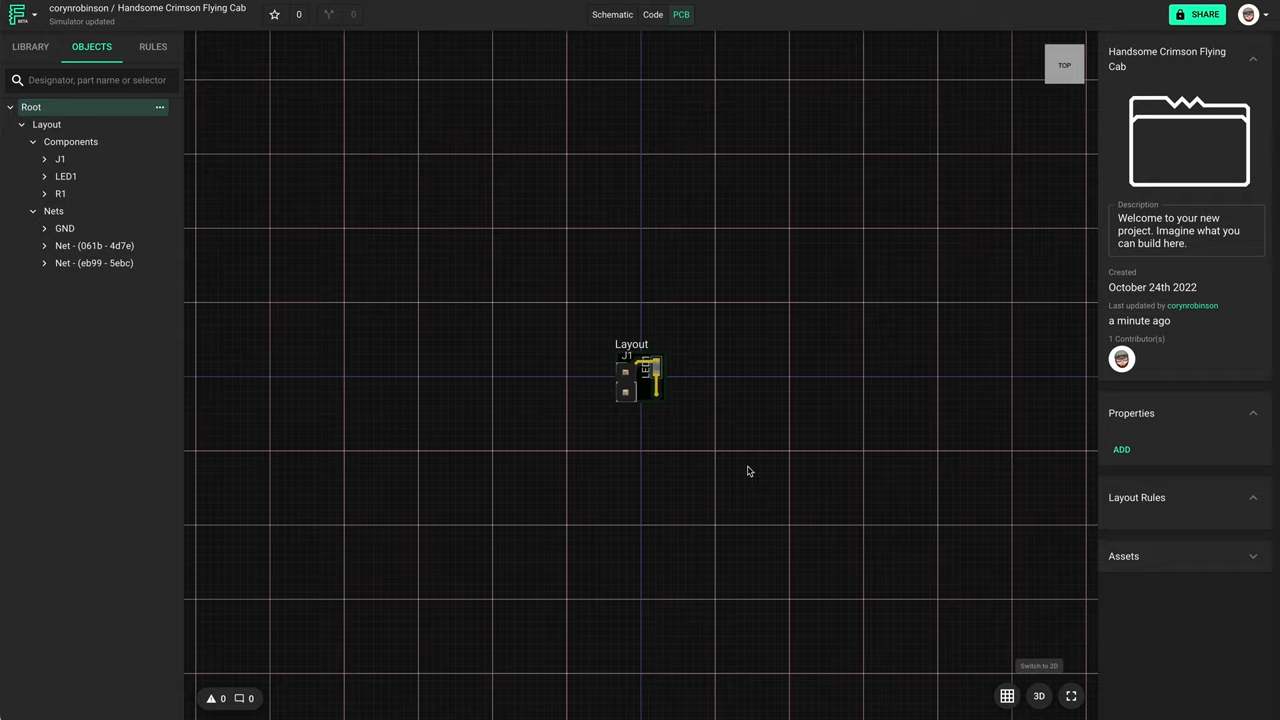 corynrobinson / Handsome Crimson Flying Cab
Simulator updated
BETA
0
0
Schematic
Code
PCB
SHARE
LIBRARY
OBJECTS
RULES
Designator, part name or selector
Root
Layout
Components
J1
LED1
R1
Nets
GND
Net - (061b - 4d7e)
Net - (eb99 - 5ebc)
TOP
Layout
J1
LED1
Handsome Crimson Flying
Cab
Description
Welcome to your new
project. Imagine what you
can build here.
Created
October 24th 2022
Last updated by corynrobinson
a minute ago
1 Contributor(s)
Properties
ADD
Layout Rules
Assets
Switch to 2D
3D
0
0